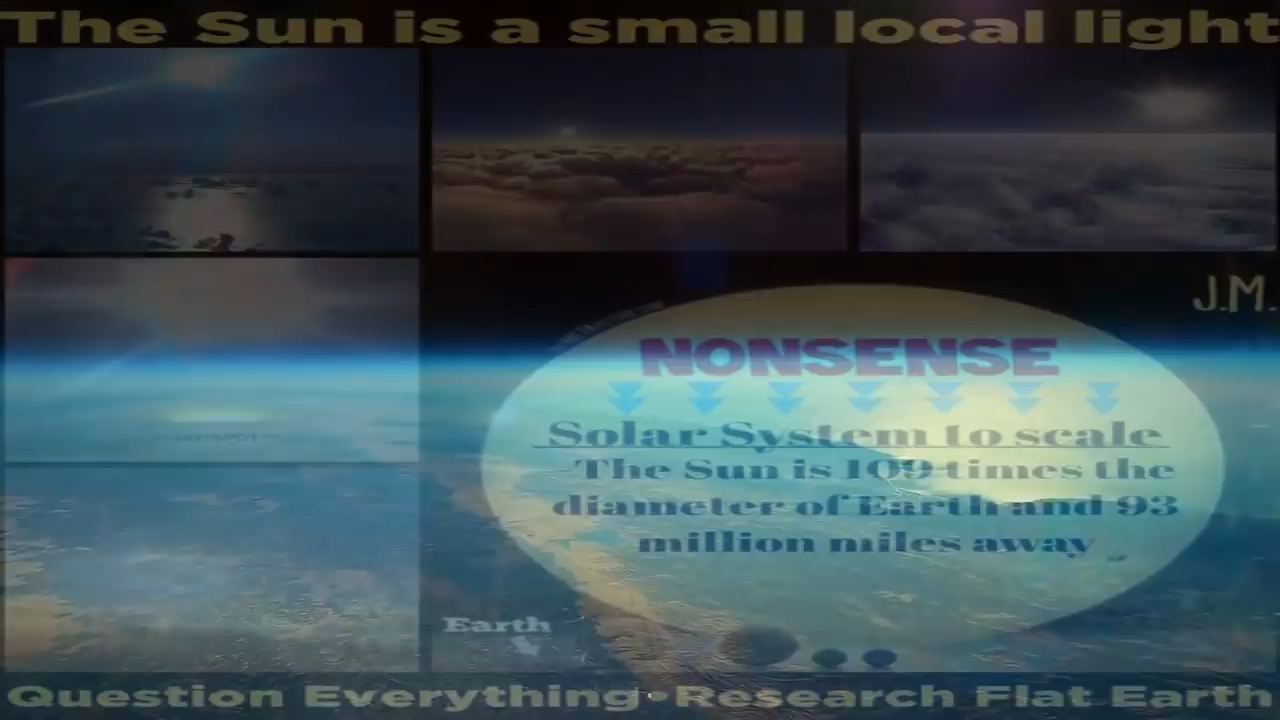 The Sun is a small local light
J.M.
NONSENSE
Solar System to scale
The Sun is 109 times the
diameter of Earth and 93
million miles away
HOTSPOT
Earth
Question Everything•Research Flat Earth